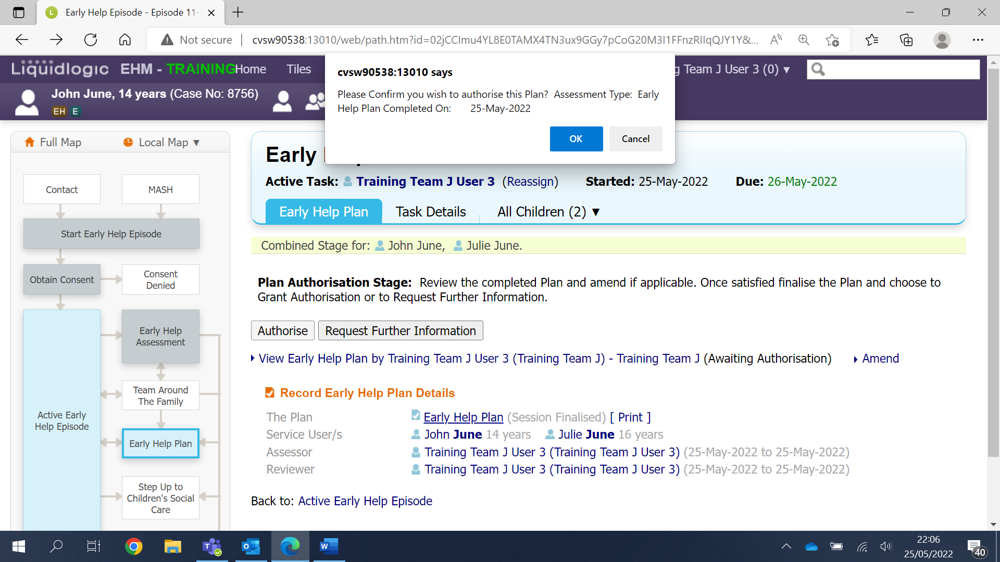 Early Help Episode - Episode 11-
Not secure
cvsw90538:13010/web/path.htm?id=
Liquidlogic EHM - TRAINING Home Tiles
g Team J User 3 (0) ▼
John June, 14 years (Case No: 8756)
EH E
cvsw90538:13010 says
Please Confirm you wish to authorise this Plan? Assessment Type: Early
Help Plan Completed On: 25-May-2022
OK Cancel
Full Map Local Map ▼
Contact
MASH
Start Early Help Episode
Obtain Consent
Consent
Denied
Early Help
Assessment
Team Around
The Family
Active Early
Help Episode
Early Help Plan
Step Up to
Children's Social
Care
Early
Active Task: Training Team J User 3 (Reassign) Started: 25-May-2022 Due: 26-May-2022
Early Help Plan Task Details All Children (2) ▼
Combined Stage for: John June, Julie June.
Plan Authorisation Stage: Review the completed Plan and amend if applicable. Once satisfied finalise the Plan and choose to
Grant Authorisation or to Request Further Information.
Authorise Request Further Information
View Early Help Plan by Training Team J User 3 (Training Team J) - Training Team J (Awaiting Authorisation) Amend
Record Early Help Plan Details
The Plan Early Help Plan (Session Finalised) [ Print ]
Service User/s John June 14 years Julie June 16 years
Assessor Training Team J User 3 (Training Team J User 3) (25-May-2022 to 25-May-2022)
Reviewer Training Team J User 3 (Training Team J User 3) (25-May-2022 to 25-May-2022)
Back to: Active Early Help Episode
22:06
25/05/2022
40